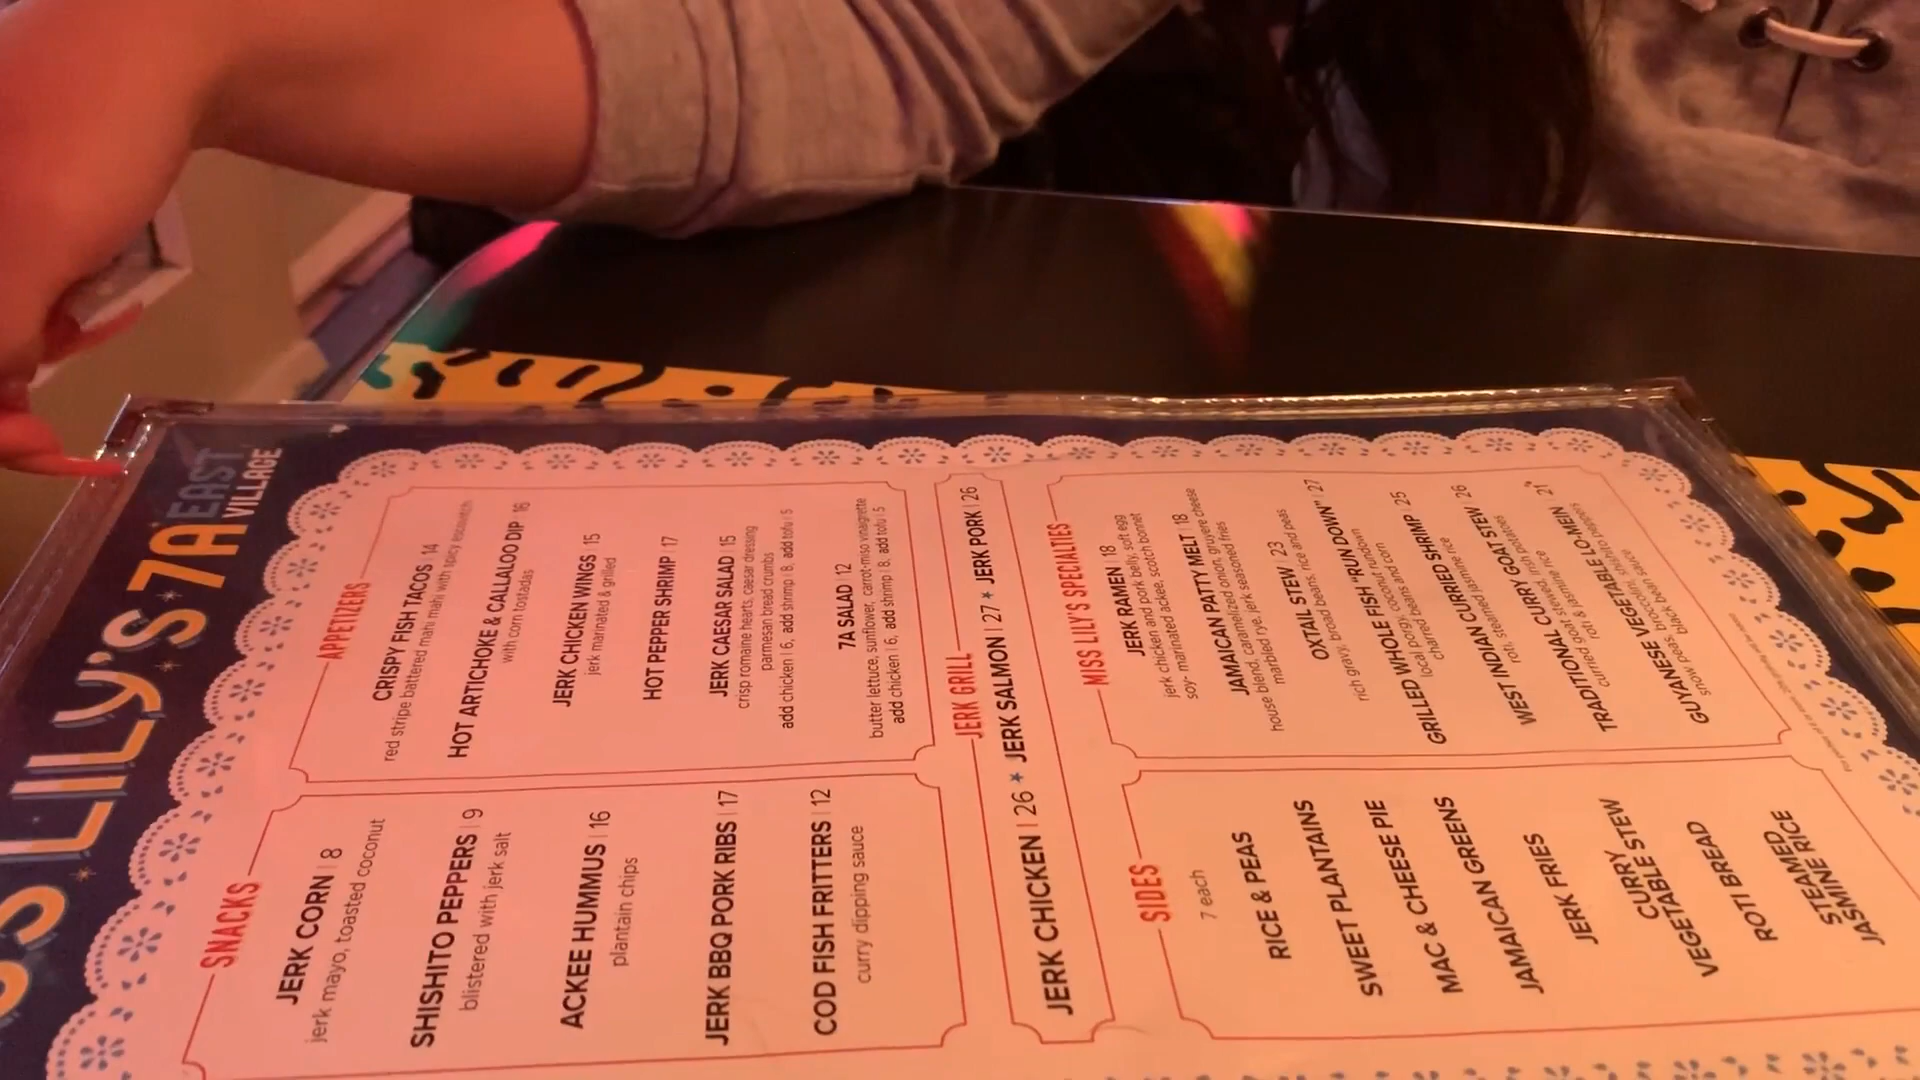 LILY'S 7A EAST
VILLAGE
SNACKS
JERK CORN | 8
jerk mayo, toasted coconut
SHISHITO PEPPERS | 9
blistered with jerk salt
ACKEE HUMMUS | 16
plantain chips
JERK BBQ PORK RIBS | 17
COD FISH FRITTERS | 12
curry dipping sauce
APPETIZERS
CRISPY FISH TACOS 14
red stripe battered mahi mahi with spicy
HOT ARTICHOKE & CALLALOO DIP 16
with corn tostadas
JERK CHICKEN WINGS 15
jerk marinated & grilled
HOT PEPPER SHRIMP | 17
JERK CAESAR SALAD | 15
crisp romaine hearts, caesar dressing
parmesan bread crumbs
add chicken | 6, add shrimp | 8, add tofu | 5
7A SALAD | 12
butter lettuce, sunflower, carrot-miso vinaigrette
add chicken | 6, add shrimp | 8, add tofu | 5
JERK GRILL
JERK CHICKEN | 26 ★ JERK SALMON | 27 ★ JERK PORK | 26
SIDES
7 each
RICE & PEAS
SWEET PLANTAINS
MAC & CHEESE PIE
JAMAICAN GREENS
JERK FRIES
CURRY
VEGETABLE STEW
ROTI BREAD
STEAMED
JASMINE RICE
MISS LILY'S SPECIALTIES
JERK RAMEN | 18
jerk chicken and pork belly, soft egg
soy- marinated ackee, scotch bonnet
JAMAICAN PATTY MELT | 18
house blend, caramelized onion, gruyere cheese
marbled rye, jerk seasoned fries
OXTAIL STEW | 23
rich gravy, broad beans, rice and peas
GRILLED WHOLE FISH "RUN DOWN" | 27
local porgy, coconut rundown
charred beans and corn
WEST INDIAN CURRIED SHRIMP | 25
roti, steamed jasmine rice
TRADITIONAL CURRY GOAT STEW | 26
curried goat stewed, irish potatoes
roti & jasmine rice
GUYANESE VEGETABLE LO MEIN | 21
snow peas, broccolini, shiito peppers
black bean sauce